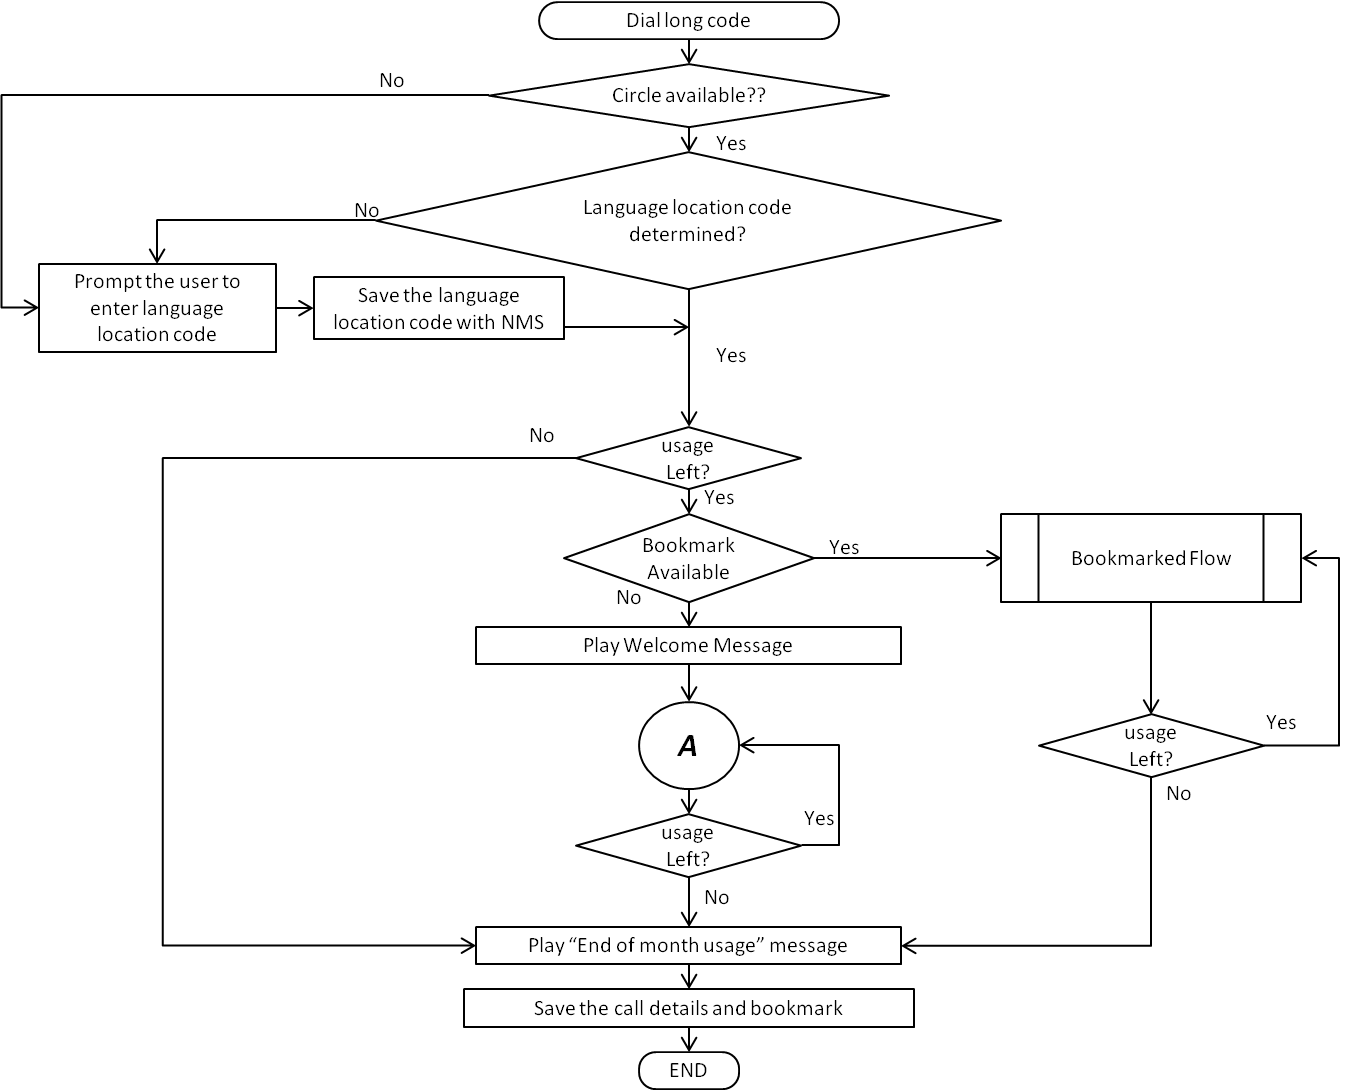 Dial long code
No
Circle available??
Yes
No
Language location code
determined?
Prompt the user to
enter language
location code
Save the language
location code with NMS
Yes
No
usage
Left?
Yes
Bookmark
Available
Yes
Bookmarked Flow
No
Play Welcome Message
A
usage
Left?
Yes
No
usage
Left?
Yes
No
Play “End of month usage” message
Save the call details and bookmark
END